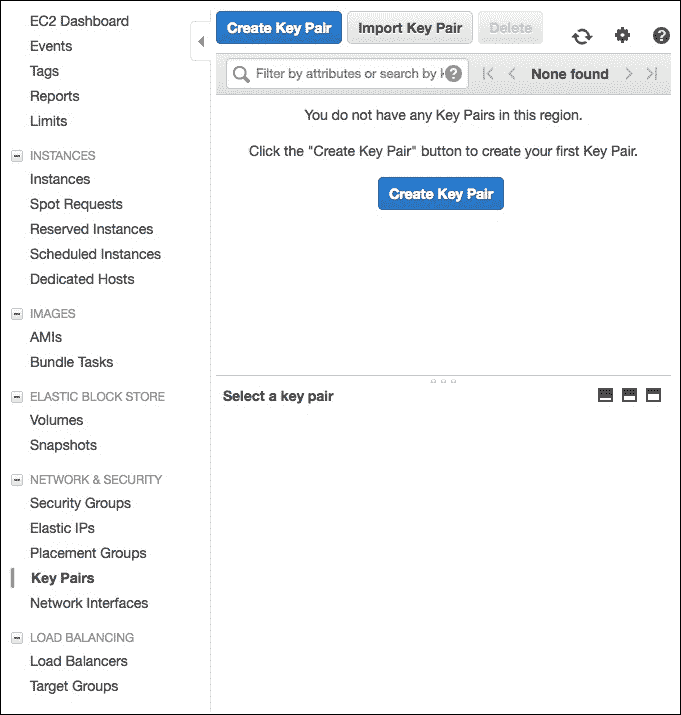 EC2 Dashboard
Events
Tags
Reports
Limits
INSTANCES
Instances
Spot Requests
Reserved Instances
Scheduled Instances
Dedicated Hosts
IMAGES
AMIs
Bundle Tasks
ELASTIC BLOCK STORE
Volumes
Snapshots
NETWORK & SECURITY
Security Groups
Elastic IPs
Placement Groups
Key Pairs
Network Interfaces
LOAD BALANCING
Load Balancers
Target Groups
Create Key Pair Import Key Pair Delete
Filter by attributes or search by None found
You do not have any Key Pairs in this region.
Click the "Create Key Pair" button to create your first Key Pair.
Create Key Pair
Select a key pair